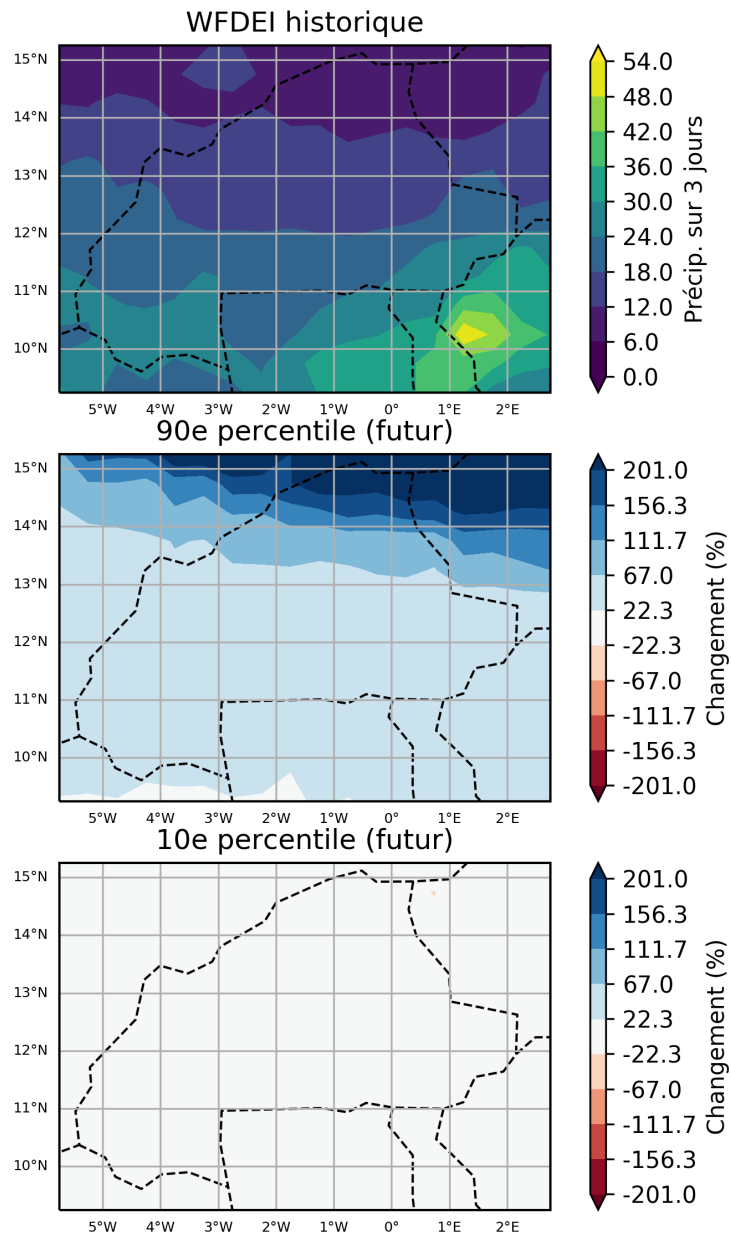 WFDEI historique
15°N
14°N
13°N
12°N
11°N
10°N
5°W 4°W 3°W 2°W 1°W 0° 1°E 2°E
54.0
48.0
42.0
36.0
30.0
24.0
18.0
12.0
6.0
0.0
Précip. sur 3 jours
90e percentile (futur)
15°N
14°N
13°N
12°N
11°N
10°N
5°W 4°W 3°W 2°W 1°W 0° 1°E 2°E
201.0
156.3
111.7
67.0
22.3
-22.3
-67.0
-111.7
-156.3
-201.0
Changement (%)
10e percentile (futur)
15°N
14°N
13°N
12°N
11°N
10°N
5°W 4°W 3°W 2°W 1°W 0° 1°E 2°E
201.0
156.3
111.7
67.0
22.3
-22.3
-67.0
-111.7
-156.3
-201.0
Changement (%)